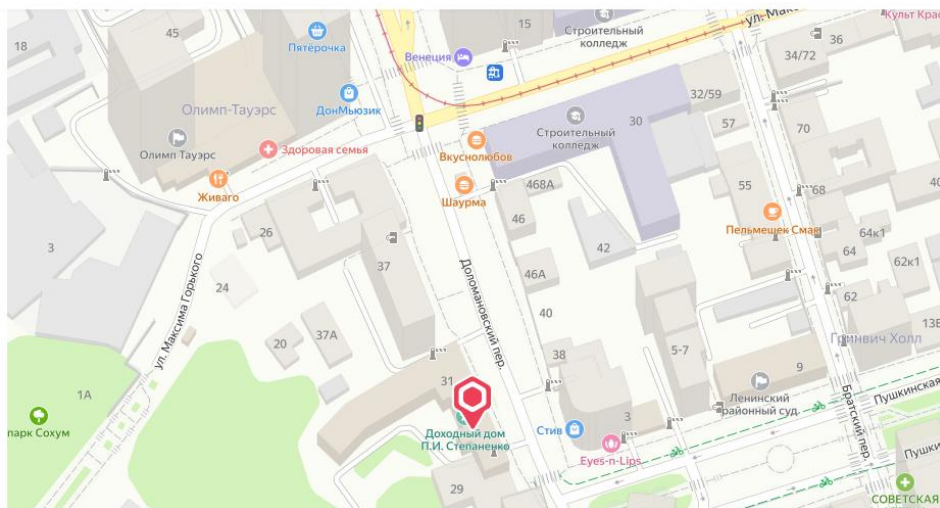 45
15
18
Пятёрочка
Строительный
колледж
ул. Макси
Культ Крас
36
34/72
Венеция
ДонМьюзик
Олимп-Тауэрс
32/59
30
57
70
Строительный
колледж
Олимп Тауэрс
Здоровая семья
Вкуснолюбов
Живаго
Шаурма
468А
55
68
40
46
Пельмешек Смак
26
37
42
64к1
64
3
ул. Максима Горького
24
Доломановский пер.
46А
62к1
62
40
37А
20
38
5-7
13В
Гринвич Холл
9
1А
31
Ленинский
районный суд
парк Сохум
Доходный дом
П.И. Степаненко
Стив
3
Eyes-n-Lips
Братский пер.
Пушкинская
Пушки
29
СОВЕТСКАЯ